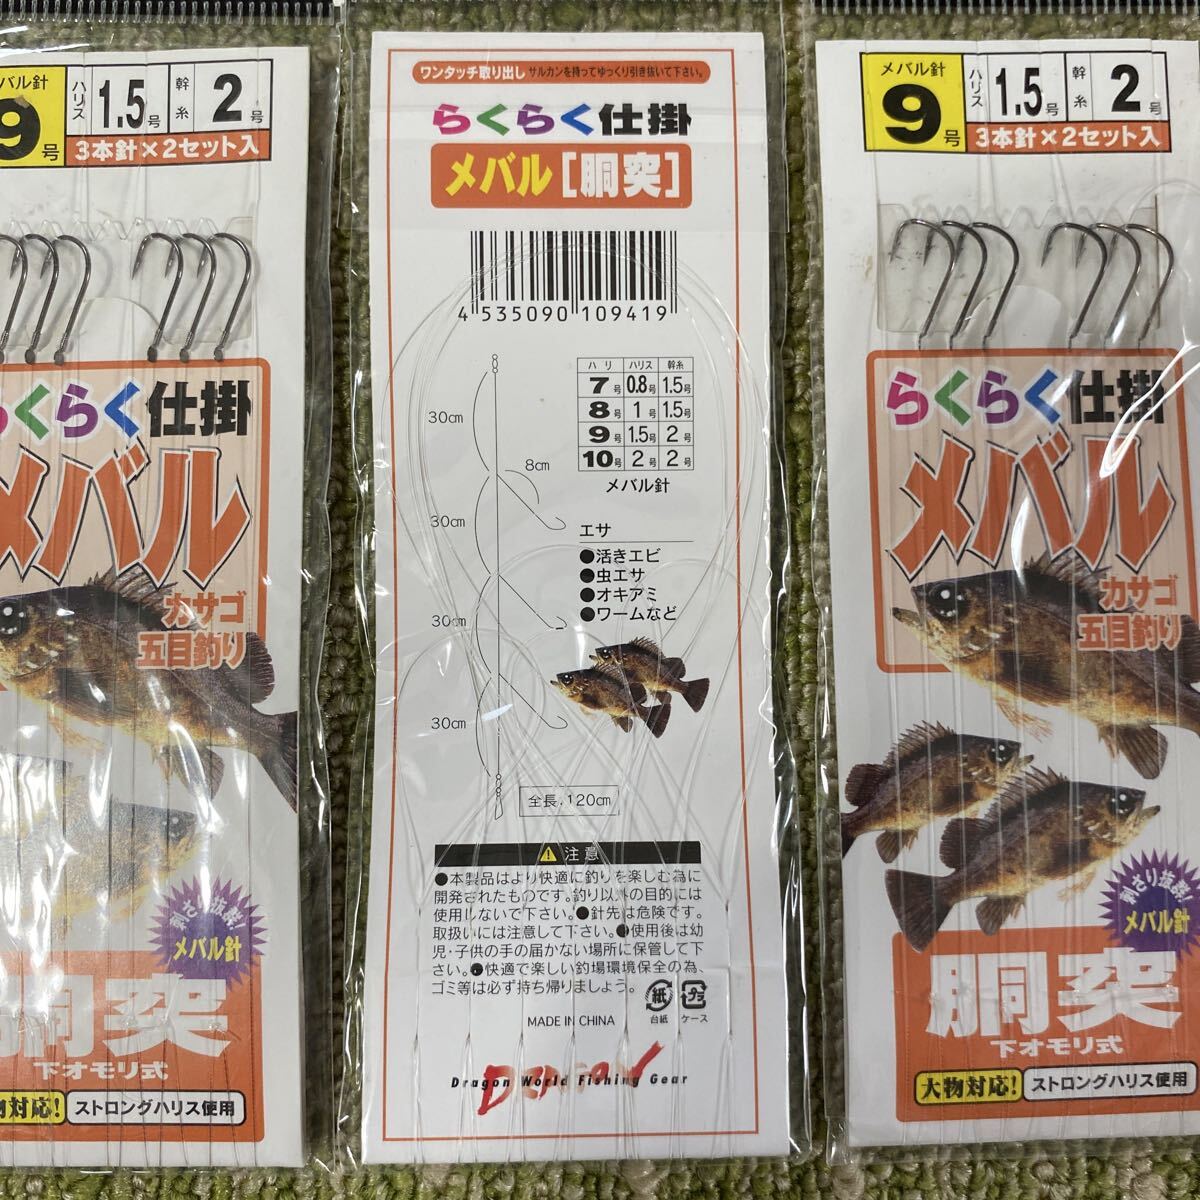 バル針
9号
ハリス
1.5号
幹糸
2号
3本針×2セット入
らくらく仕掛
メバル
カサゴ
五目釣り
刺さり抜群!
メバル針
胴突
下オモリ式
物対応!
ストロングハリス使用
ワンタッチ取り出し サルカンを持ってゆっくり引き抜いて下さい。
らくらく仕掛
メバル[胴突]
4 535090 109419
ハリ ハリス 幹糸
7号 0.8号 1.5号
8号 1号 1.5号
9号 1.5号 2号
10号 2号 2号
メバル針
30cm
8cm
30cm
30cm
30cm
全長.120cm
エサ
●活きエビ
●虫エサ
●オキアミ
●ワームなど
注意
●本製品はより快適に釣りを楽しむ為に
開発されたものです。釣り以外の目的には
使用しないで下さい。●針先は危険です。
取扱いには注意して下さい。●使用後は幼
児・子供の手の届かない場所に保管して下
さい。●快適で楽しい釣場環境保全の為、
ゴミ等は必ず持ち帰りましょう。
紙
台紙
プラ
ケース
MADE IN CHINA
DRAGON
Dragon World Fishing Gear
メバル針
9号
ハリス
1.5号
幹糸
2号
3本針×2セット入
らくらく仕掛
メバル
カサゴ
五目釣り
刺さり抜群!
メバル針
胴突
下オモリ式
大物対応!
ストロングハリス使用